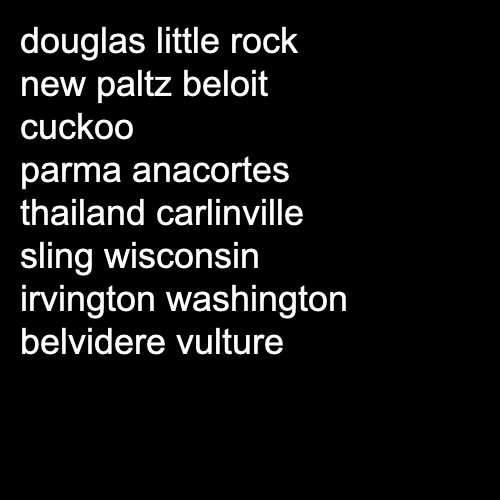 douglas little rock
new paltz beloit
cuckoo
parma anacortes
thailand carlinville
sling wisconsin
irvington washington
belvidere vulture